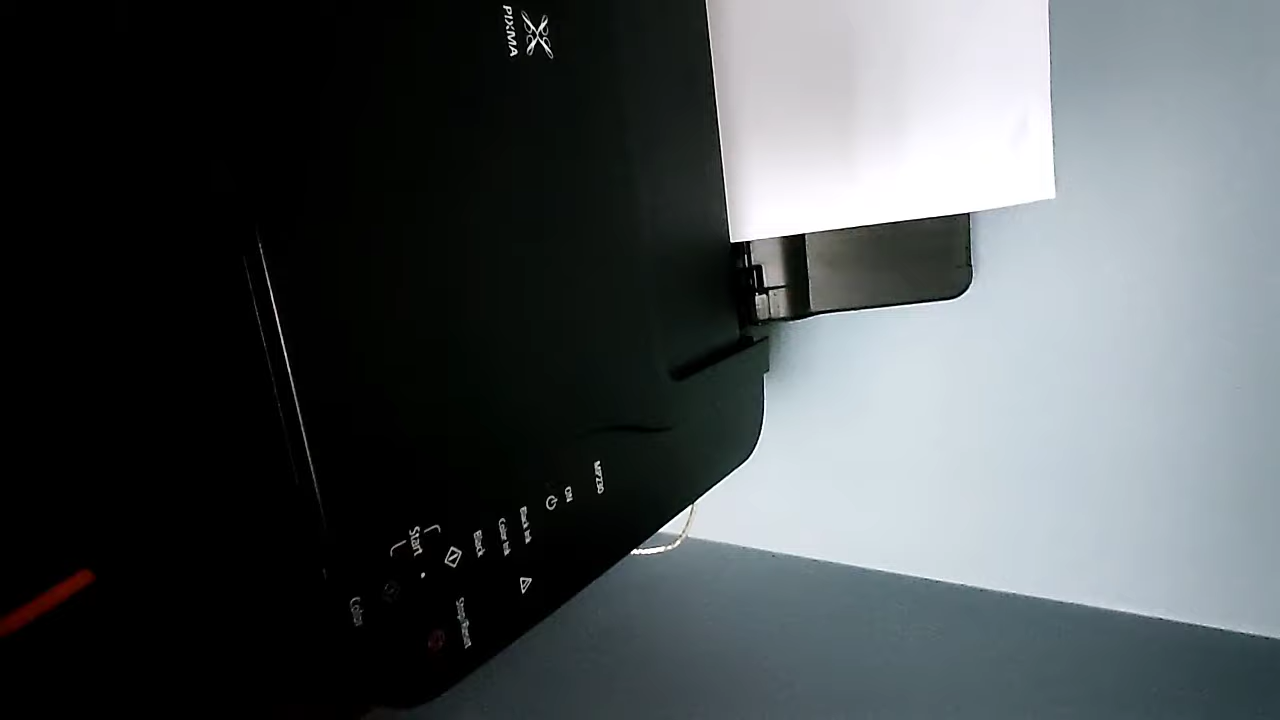 PIXMA
MP230
ON
Black Ink
Color Ink
Black
Start
Stop/Reset
Color